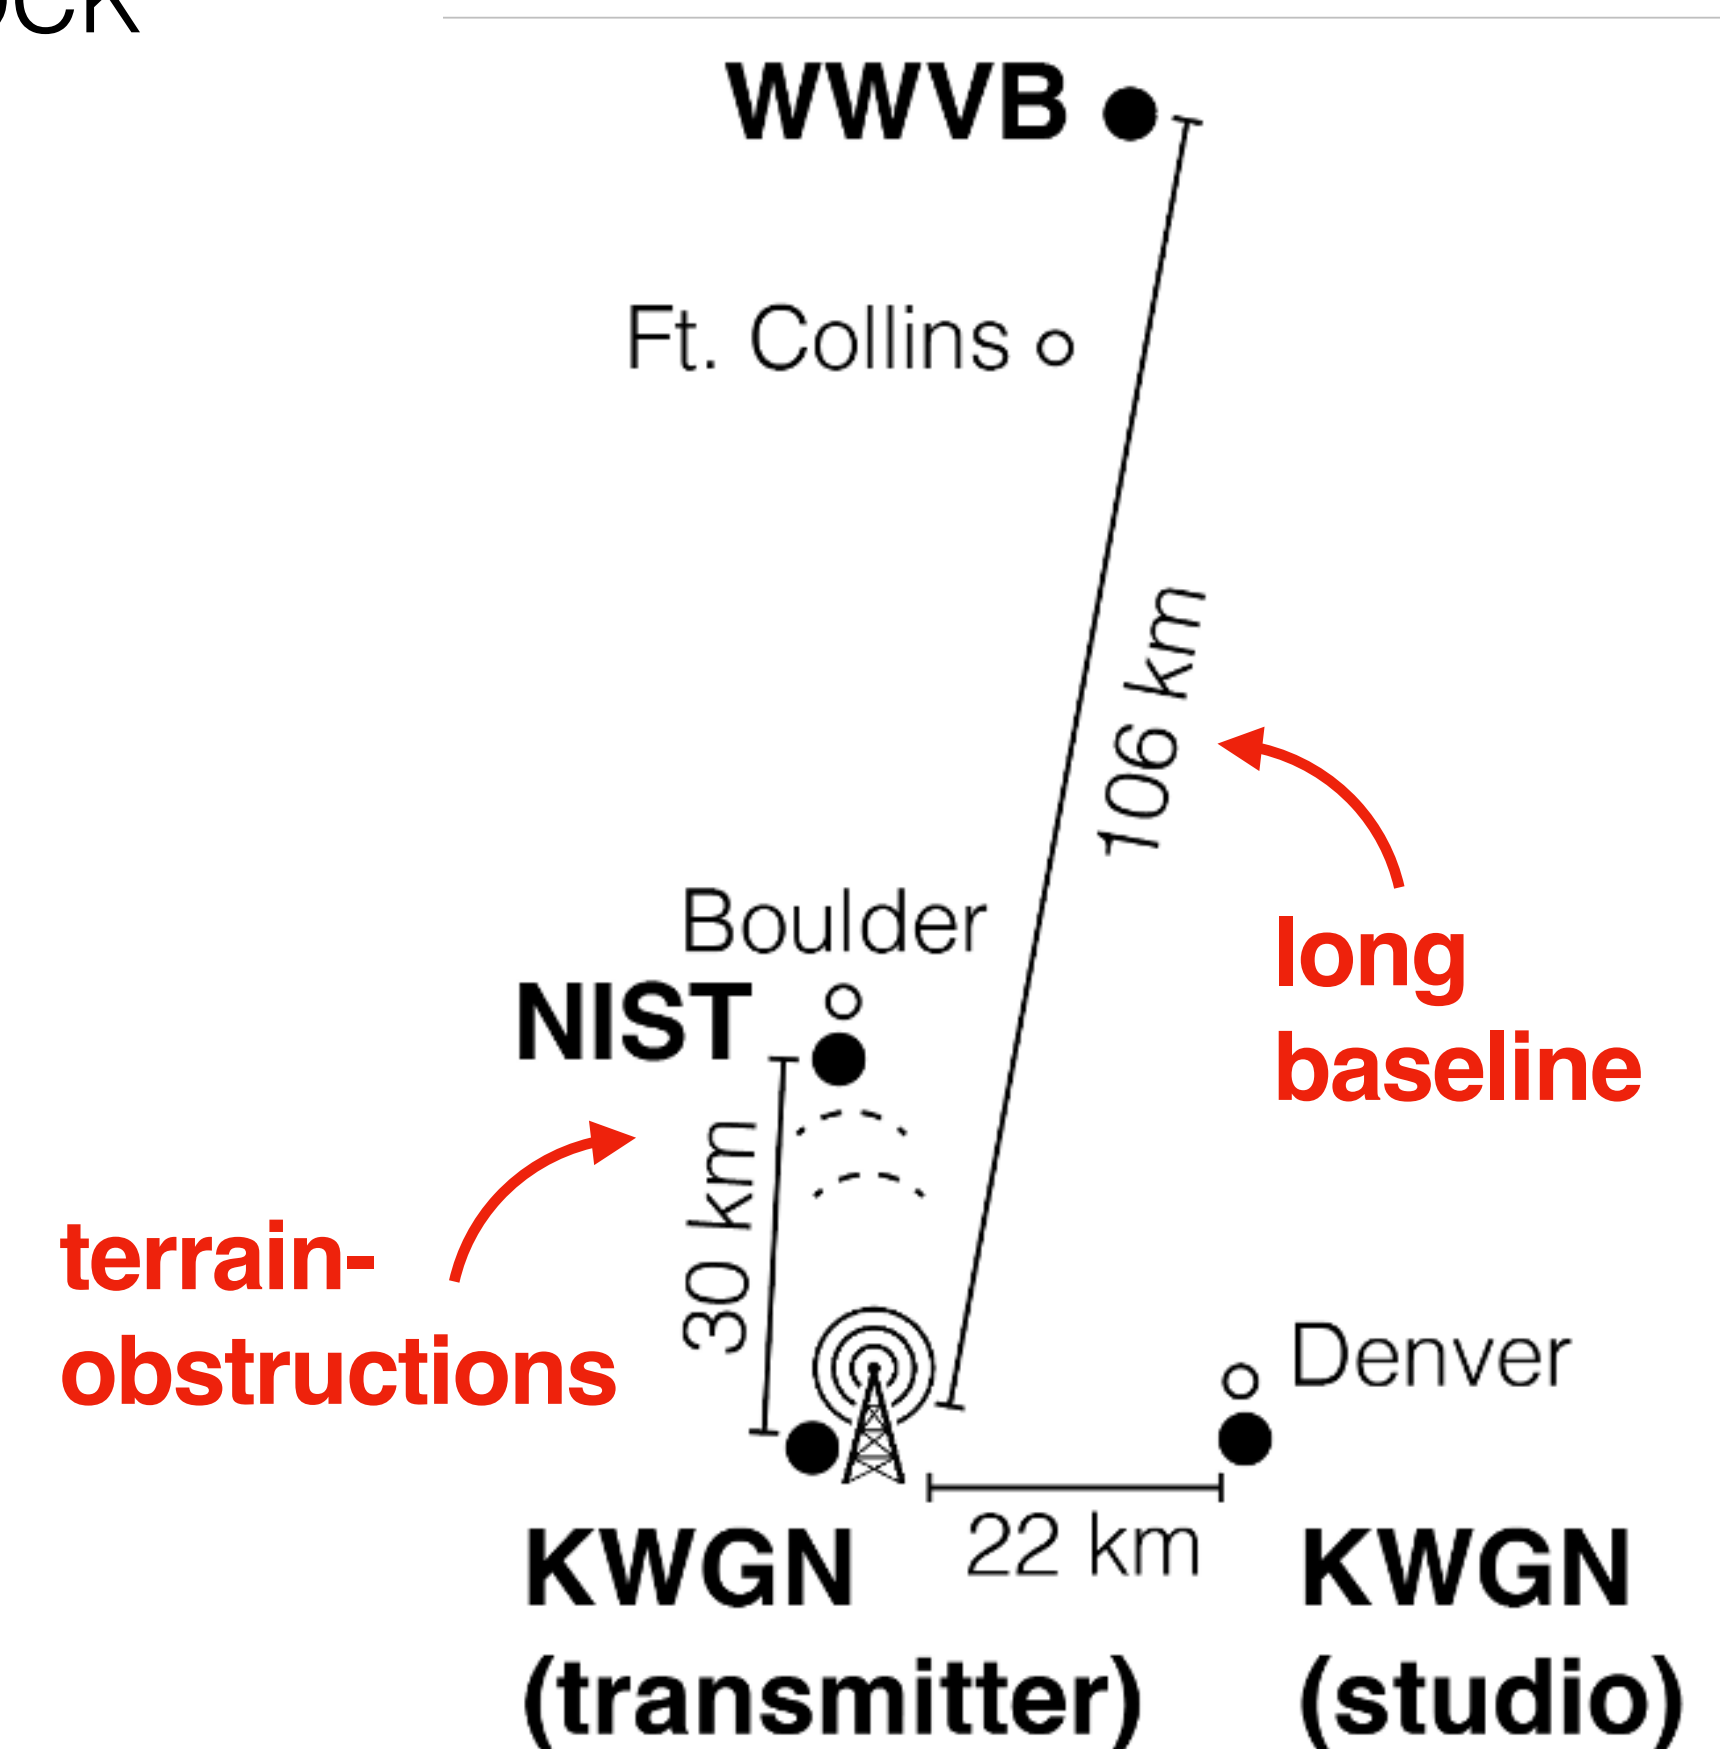 WWVB
Ft. Collins
106 km
long
baseline
Boulder
NIST
30 km
terrain-
obstructions
Denver
22 km
KWGN
(transmitter)
KWGN
(studio)